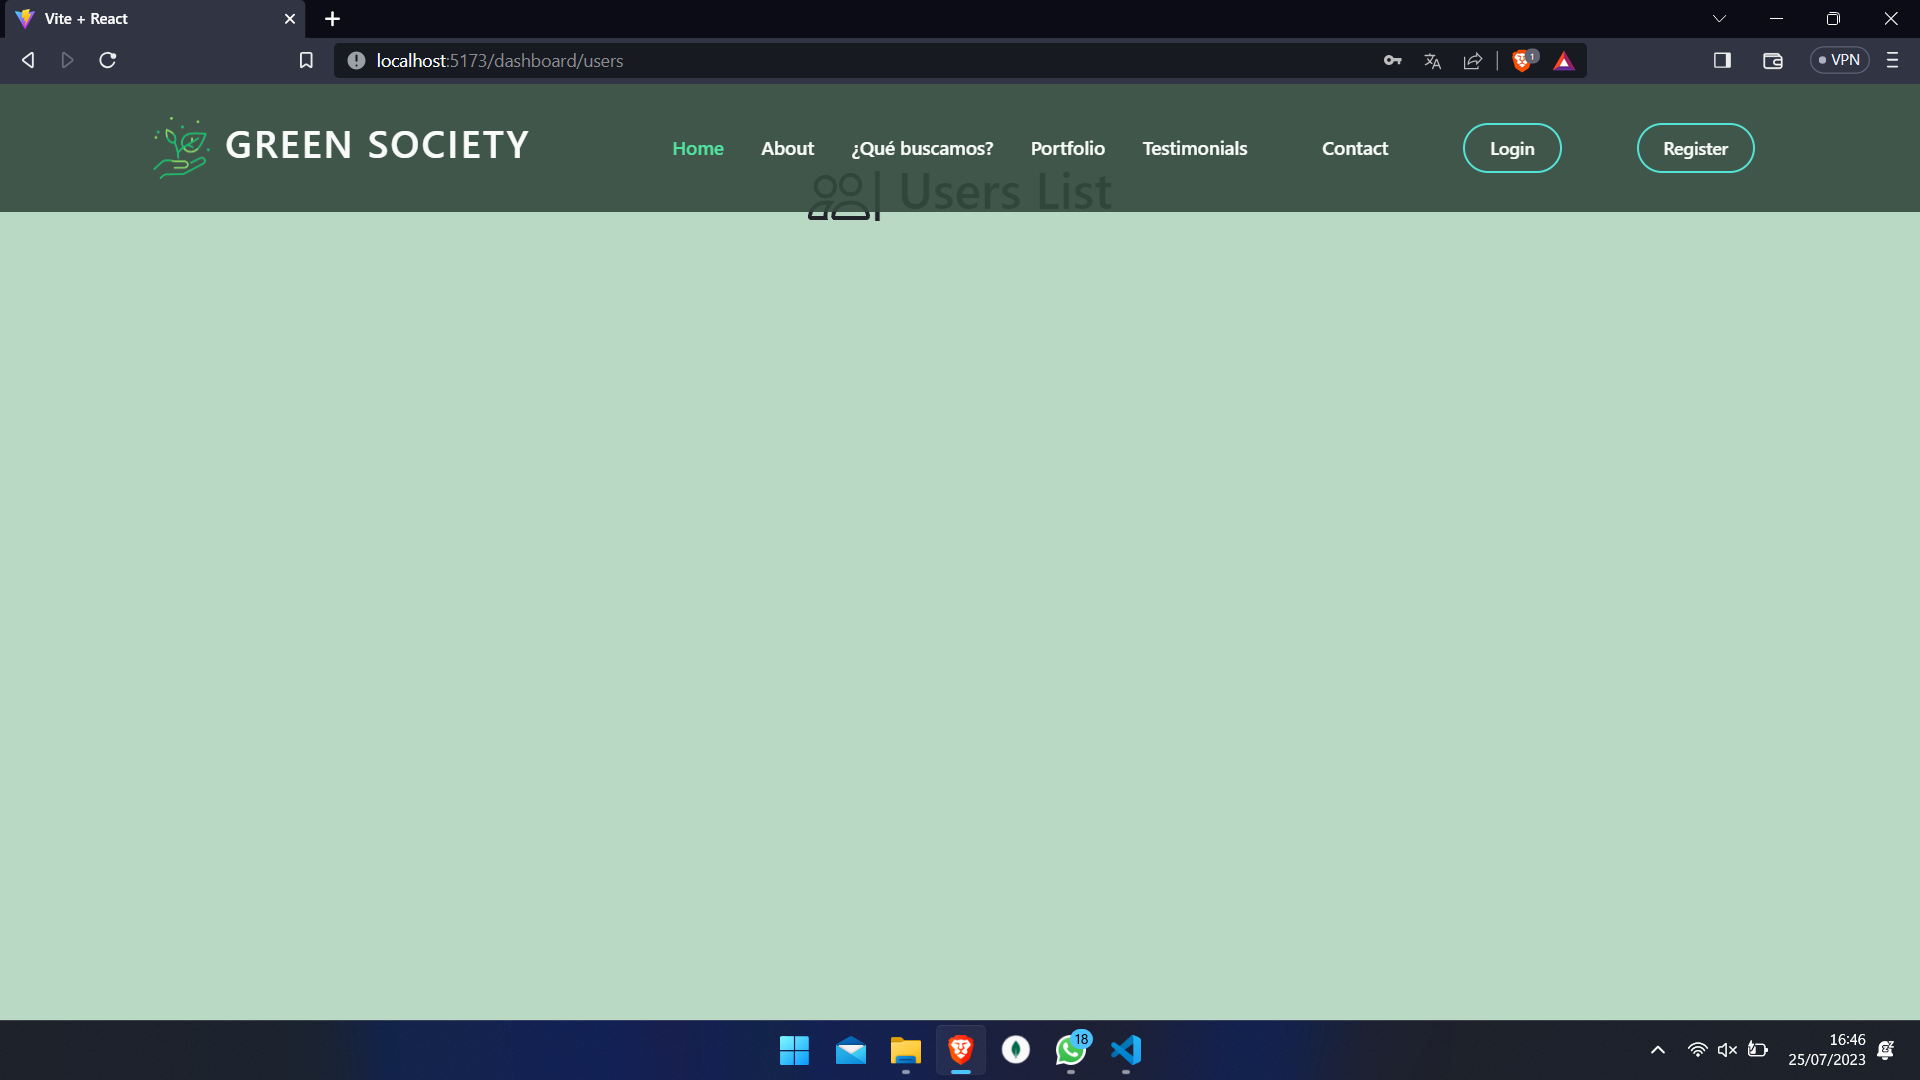 Vite + React
localhost:5173/dashboard/users
1
VPN
GREEN SOCIETY
Home
About
¿Qué buscamos?
Portfolio
Testimonials
Contact
Login
Register
| Users List
18
16:46
25/07/2023